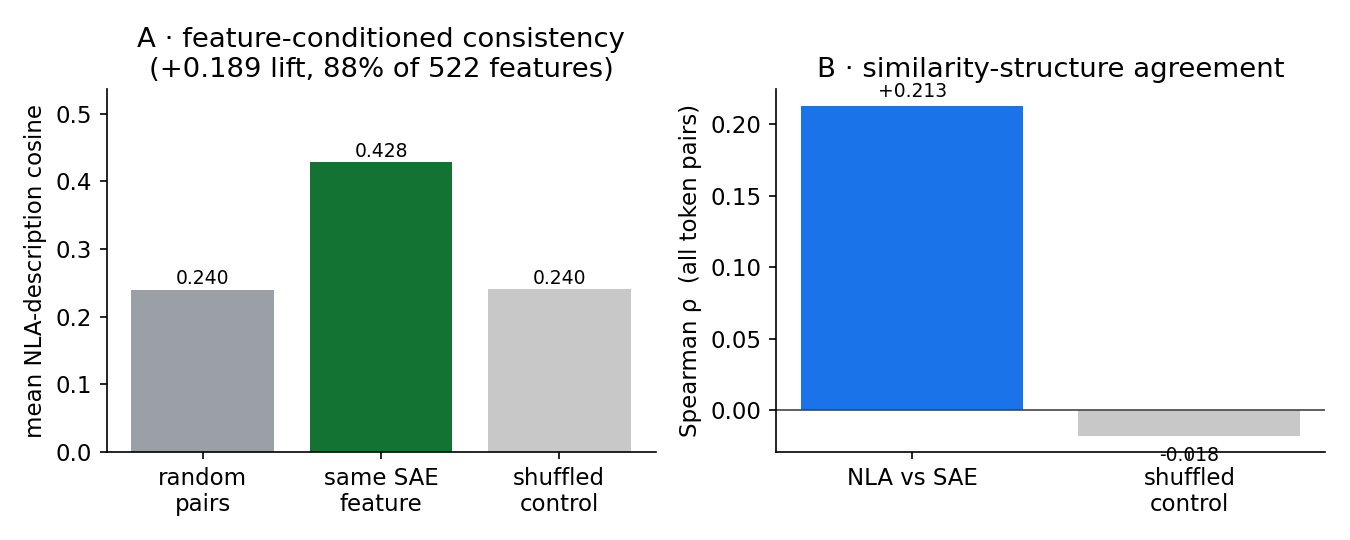 A · feature-conditioned consistency
(+0.189 lift, 88% of 522 features)
mean NLA-description cosine
0.5
0.4
0.3
0.2
0.1
0.0
0.240
0.428
0.240
random
pairs
same SAE
feature
shuffled
control
B · similarity-structure agreement
Spearman ρ (all token pairs)
0.20
0.15
0.10
0.05
0.00
+0.213
-0.018
NLA vs SAE
shuffled
control